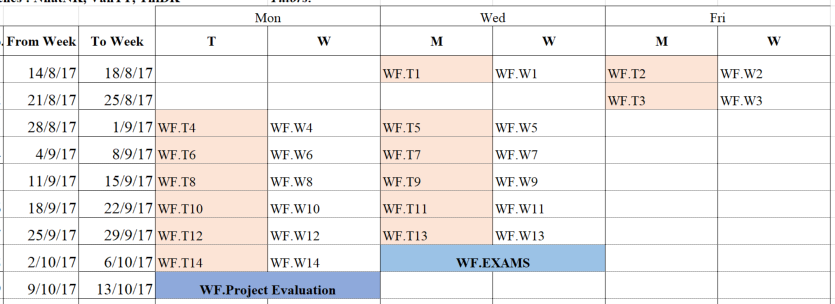 Mon Wed Fri
From Week To Week T W M W M W
14/8/17 18/8/17 WF.T1 WF.W1 WF.T2 WF.W2
21/8/17 25/8/17 WF.T3 WF.W3
28/8/17 1/9/17 WF.T4 WF.W4 WF.T5 WF.W5
4/9/17 8/9/17 WF.T6 WF.W6 WF.T7 WF.W7
11/9/17 15/9/17 WF.T8 WF.W8 WF.T9 WF.W9
18/9/17 22/9/17 WF.T10 WF.W10 WF.T11 WF.W11
25/9/17 29/9/17 WF.T12 WF.W12 WF.T13 WF.W13
2/10/17 6/10/17 WF.T14 WF.W14 WF.EXAMS
9/10/17 13/10/17 WF.Project Evaluation